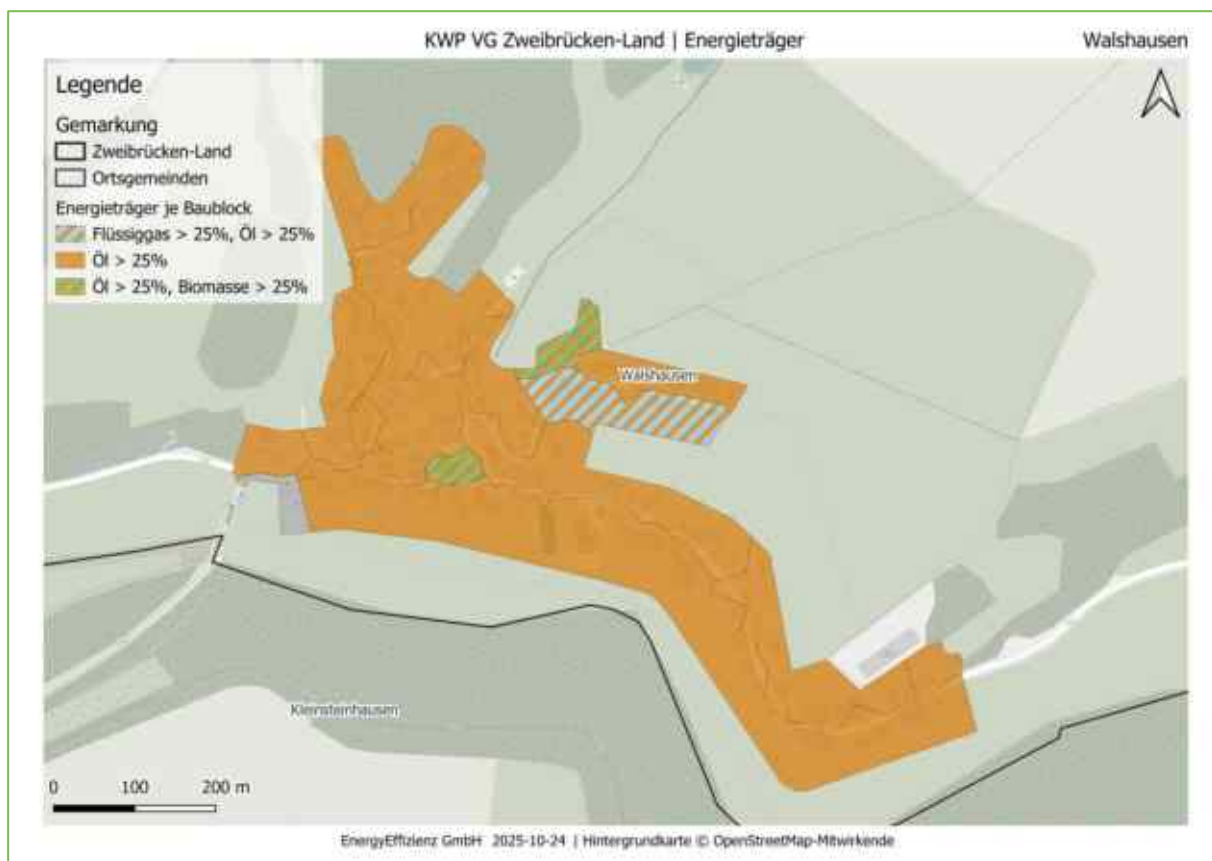 KWP VG Zweibrücken-Land | Energieträger
Walshausen
Legende
Gemarkung
Zweibrücken-Land
Ortsgemeinden
Energieträger je Baublock
Flüssiggas > 25%, Öl > 25%
Öl > 25%
Öl > 25%, Biomasse > 25%
Walshausen
Kleinsteinhausen
0 100 200 m
EnergyEffizienz GmbH 2025-10-24 | Hintergrundkarte © OpenStreetMap-Mitwirkende